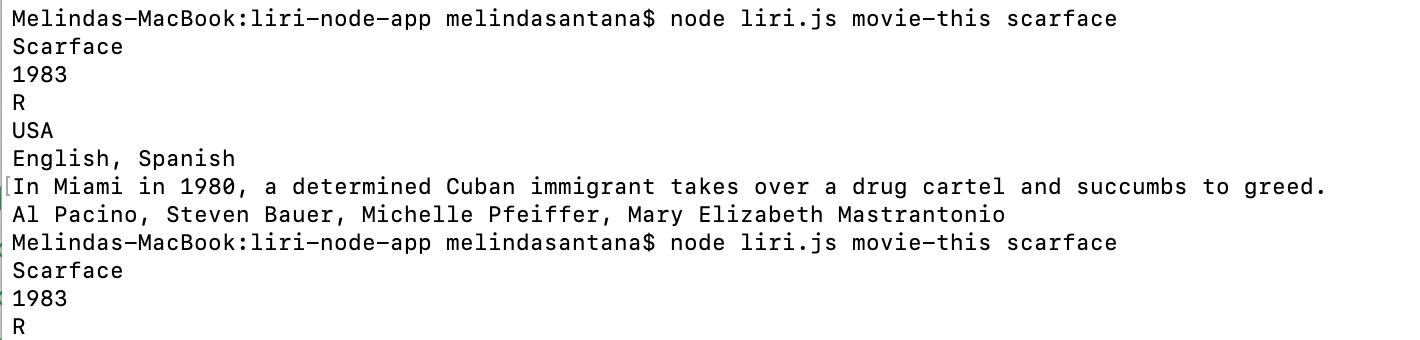 Melindas-MacBook:liri-node-app melindasantana$ node liri.js movie-this scarface
Scarface
1983
R
USA
English, Spanish
[In Miami in 1980, a determined Cuban immigrant takes over a drug cartel and succumbs to greed.
Al Pacino, Steven Bauer, Michelle Pfeiffer, Mary Elizabeth Mastrantonio
Melindas-MacBook:liri-node-app melindasantana$ node liri.js movie-this scarface
Scarface
1983
R